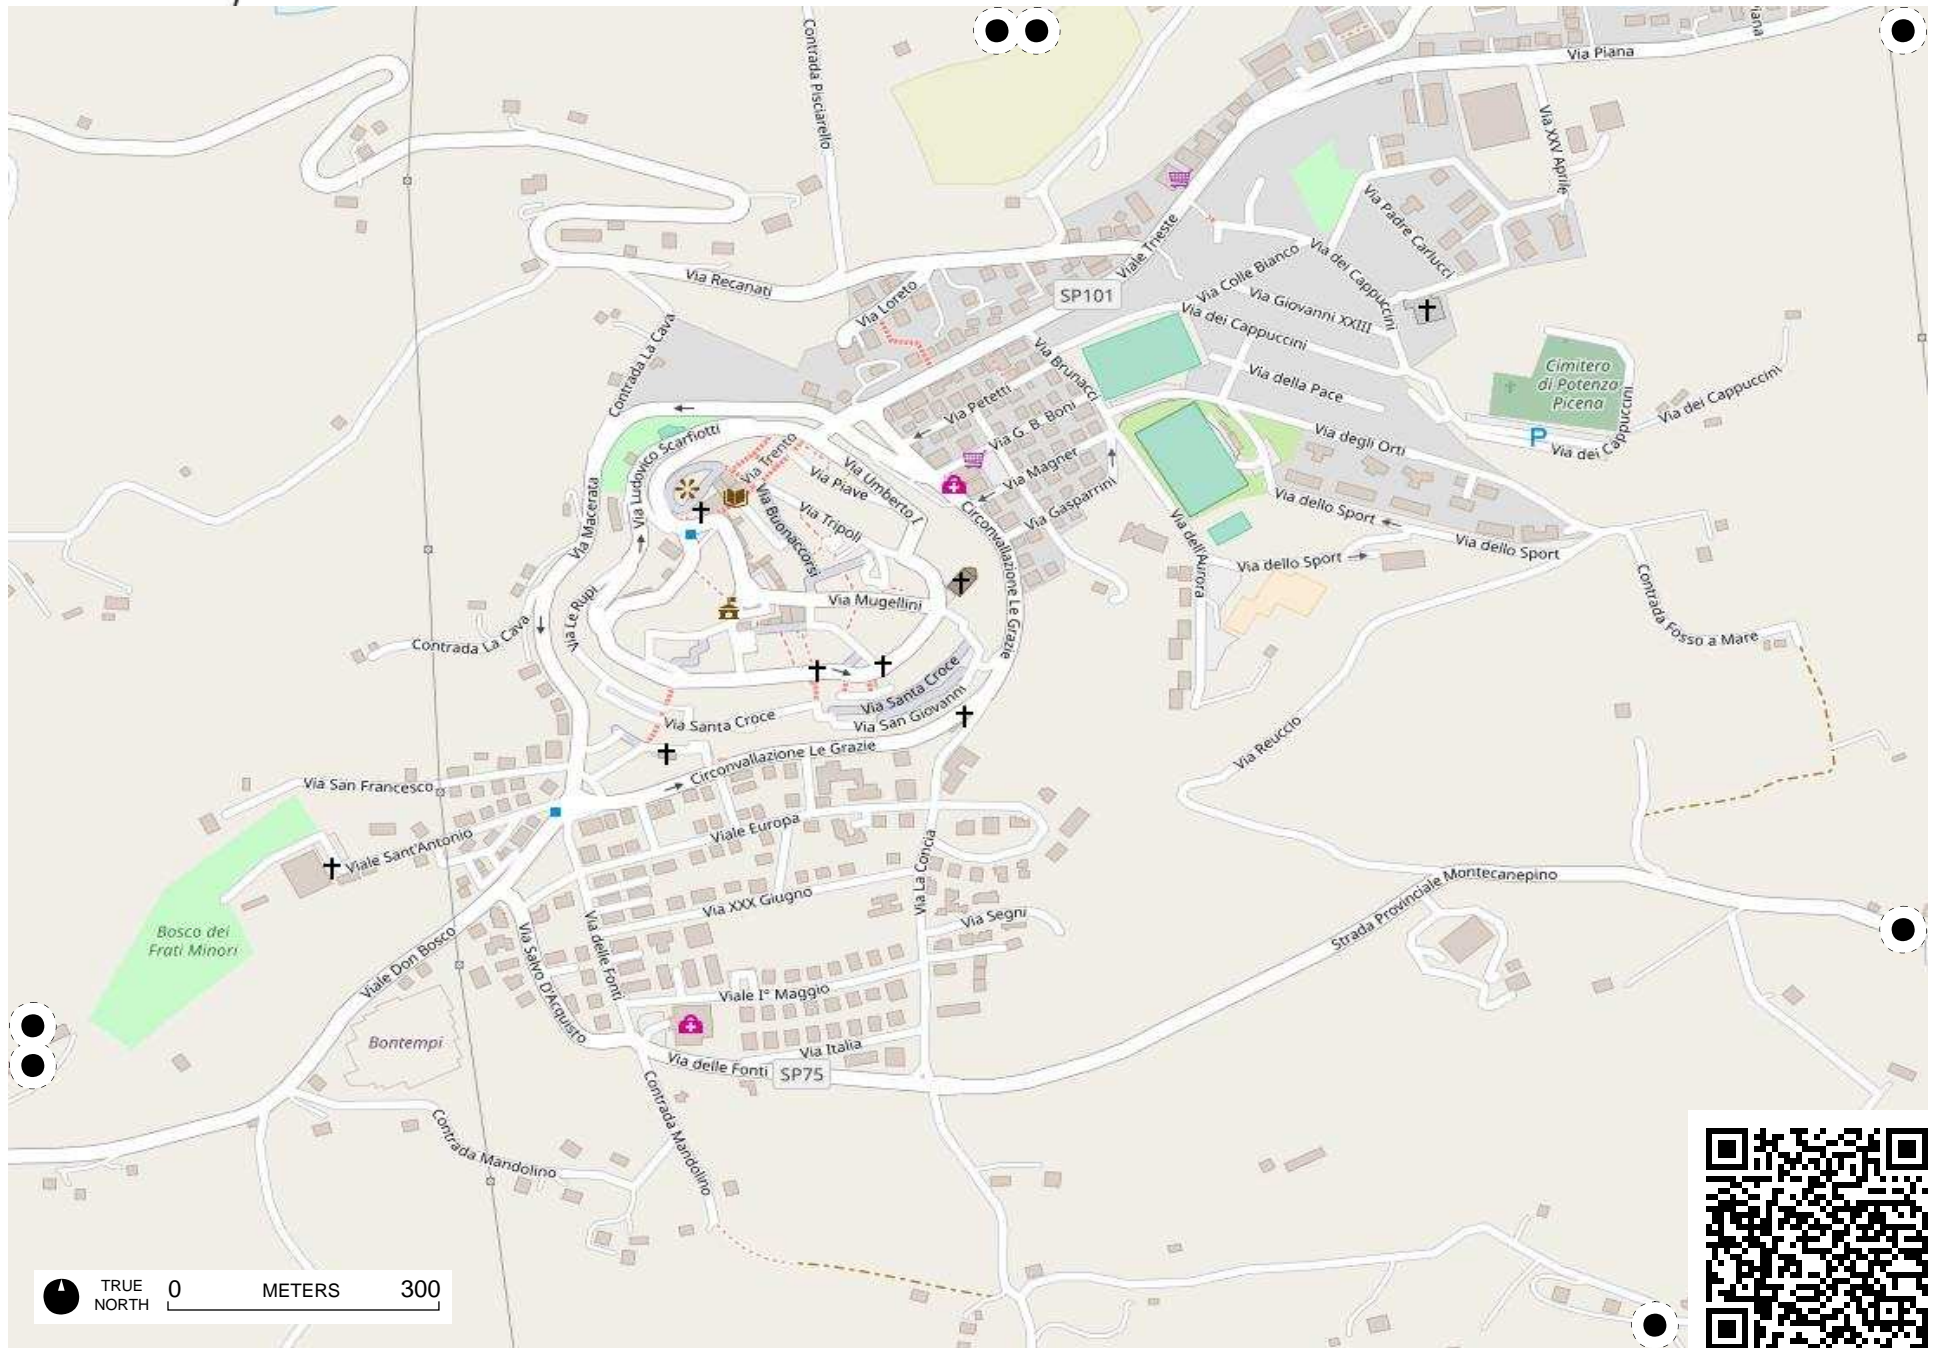 Via Piana
Piana
Contrada Pisciarello
Via XXV Aprile
Via Padre Carlucci
Viale Trieste
Via Recanati
Via Loreto
SP101
Via Colle Bianco
Via dei Cappuccini
Via Giovanni XXIII
Via dei Cappuccini
Via della Pace
Cimitero
di Potenza
Picena
Via dei Cappuccini
Via dei Cappuccini
Via dei Cappuccini
P
Contrada La Cava
Via Brunacci
Via Petetti
Via G. B. Boni
Via Magner
Via Gasparrini
Via degli Orti
Via Ludovico Scarfiotti
Via Trento
Via Piave
Via Umberto I
Via Tripoli
Via Buonaccorsi
Via Macerata
Circonvallazione Le Grazie
Via dello Sport
Via dello Sport
Via dello Sport
Via dell'Aurora
Via Mugellini
Via Le Rupi
Contrada La Cava
Contrada Fosso a Mare
Via Santa Croce
Via San Giovanni
Via Santa Croce
Circonvallazione Le Grazie
Via Reuccio
Via San Francesco
Viale Sant'Antonio
Viale Europa
Via La Concia
Via XXX Giugno
Via Segni
Strada Provinciale Montecanepino
Bosco dei
Frati Minori
Viale Don Bosco
Via Salvo D'Acquisto
Via delle Fonti
Viale I° Maggio
Via Italia
Bontempi
Via delle Fonti
SP75
Contrada Mandolino
Contrada Mandolino
TRUE
NORTH
0 METERS 300